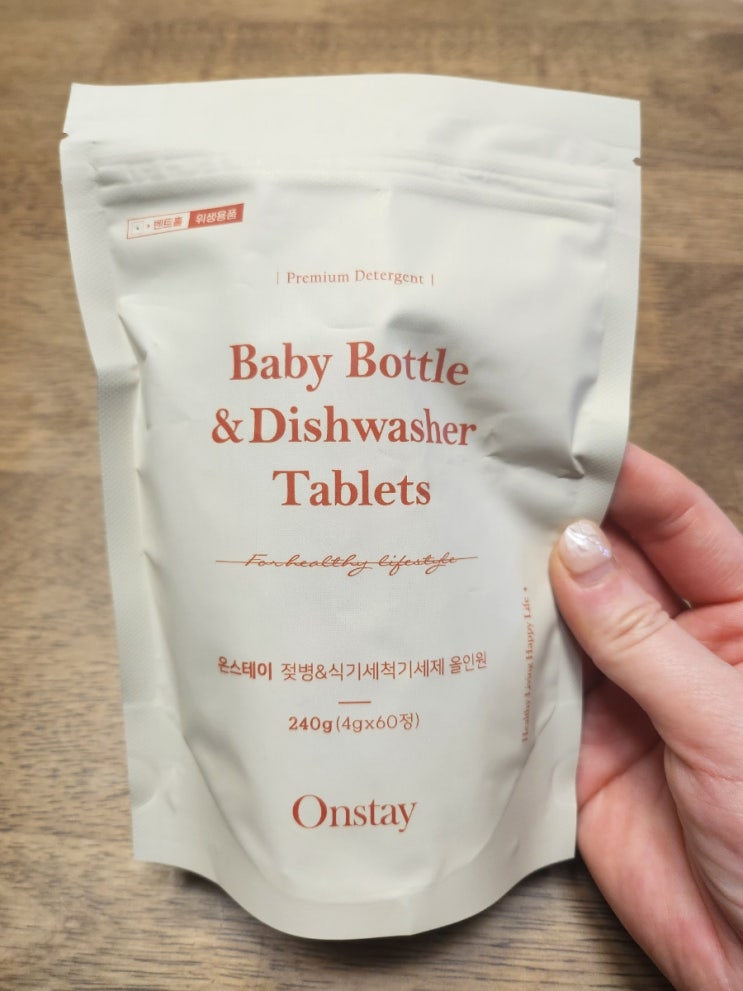 벤트홀 위생용품
| Premium Detergent |
Baby Bottle
& Dishwasher
Tablets
For healthy lifestyle
온스테이 젖병&식기세척기세제 올인원
240g(4gx60정)
Onstay
Healthy Living Happy Life